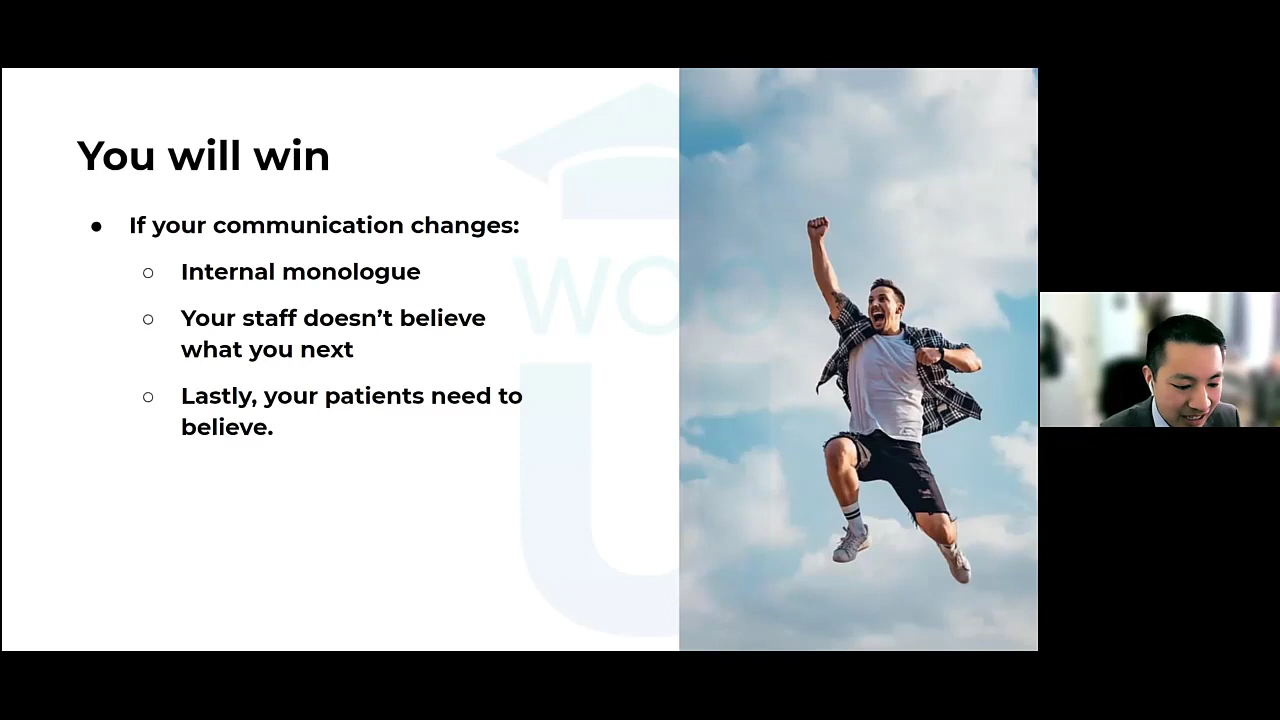 You will win
● If your communication changes:
○ Internal monologue
○ Your staff doesn’t believe
what you next
○ Lastly, your patients need to
believe.
WOO
U